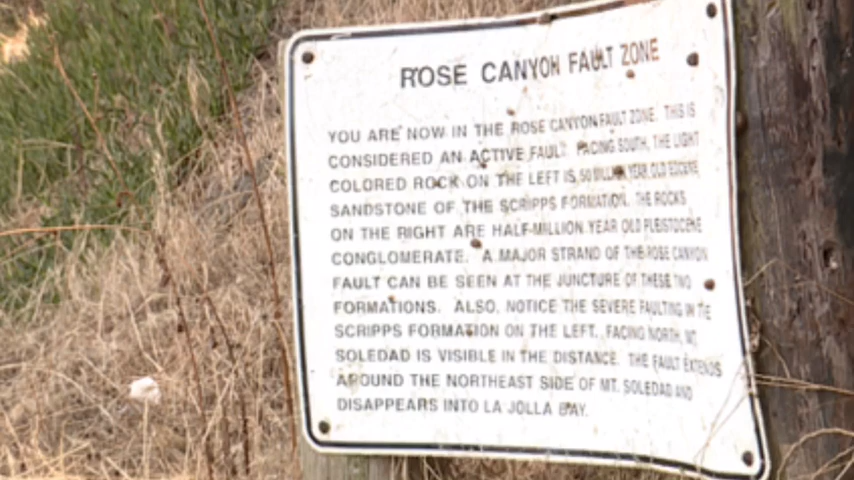 ROSE CANYON FAULT ZONE
YOU ARE NOW IN THE ROSE CANYON FAULT ZONE. THIS IS
CONSIDERED AN ACTIVE FAULT. FACING SOUTH, THE LIGHT
COLORED ROCK ON THE LEFT IS 50 MILLION YEAR OLD EOCENE
SANDSTONE OF THE SCRIPPS FORMATION. THE ROCKS
ON THE RIGHT ARE HALF-MILLION YEAR OLD PLEISTOCENE
CONGLOMERATE. A MAJOR STRAND OF THE ROSE CANYON
FAULT CAN BE SEEN AT THE JUNCTURE OF THESE TWO
FORMATIONS. ALSO, NOTICE THE SEVERE FAULTING IN THE
SCRIPPS FORMATION ON THE LEFT. FACING NORTH, MT.
SOLEDAD IS VISIBLE IN THE DISTANCE. THE FAULT EXTENDS
AROUND THE NORTHEAST SIDE OF MT. SOLEDAD AND
DISAPPEARS INTO LA JOLLA BAY.